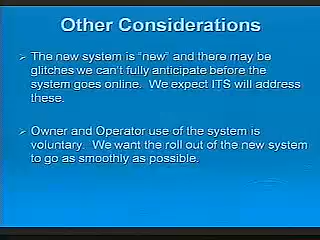 Other Considerations
The new system is "new" and there may be
glitches we can't fully anticipate before the
system goes online. We expect ITS will address
these.
Owner and Operator use of the system is
voluntary. We want the roll out of the new system
to go as smoothly as possible.